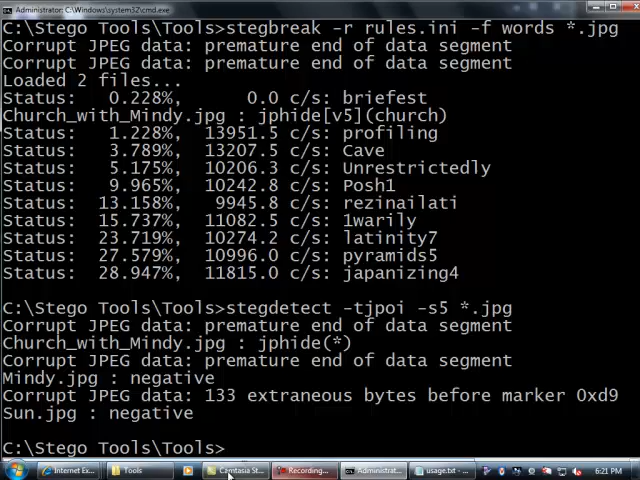 Administrator: C:\Windows\system32\cmd.exe
C:\Stego Tools\Tools>stegbreak -r rules.ini -f words *.jpg
Corrupt JPEG data: premature end of data segment
Corrupt JPEG data: premature end of data segment
Loaded 2 files...
Status:   0.228%,     0.0 c/s: briefest
Church_with_Mindy.jpg : jphide[v5](church)
Status:   1.228%, 13951.5 c/s: profiling
Status:   3.789%, 13207.5 c/s: Cave
Status:   5.175%, 10206.3 c/s: Unrestrictedly
Status:   9.965%, 10242.8 c/s: Posh1
Status:  13.158%,  9945.8 c/s: rezinailati
Status:  15.737%, 11082.5 c/s: 1warily
Status:  23.719%, 10274.2 c/s: latinity7
Status:  27.579%, 10996.0 c/s: pyramids5
Status:  28.947%, 11815.0 c/s: japanizing4
C:\Stego Tools\Tools>stegdetect -tjpoi -s5 *.jpg
Corrupt JPEG data: premature end of data segment
Church_with_Mindy.jpg : jphide(*)
Corrupt JPEG data: premature end of data segment
Mindy.jpg : negative
Corrupt JPEG data: 133 extraneous bytes before marker 0xd9
Sun.jpg : negative
C:\Stego Tools\Tools>
Internet Ex... Tools Camtasia St... Recording... Administrat... usage.txt - ... 6:21 PM